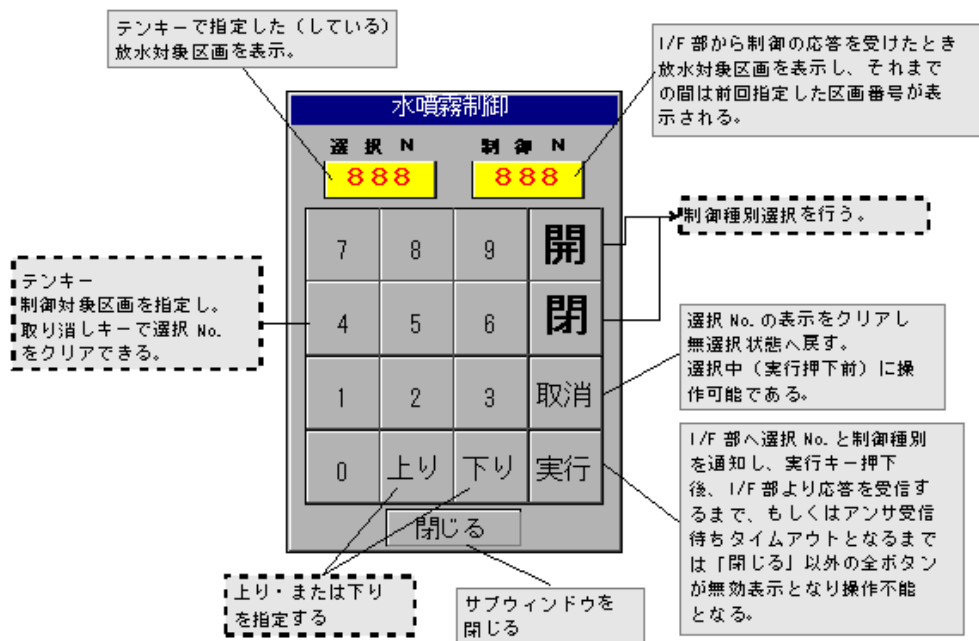 テンキーで指定した（している）
放水対象区画を表示。
I/F部から制御の応答を受けたとき
放水対象区画を表示し、それまで
の間は前回指定した区画番号が表
示される。
水噴霧制御
選択N 制御N
888 888
7 8 9 開
4 5 6 閉
1 2 3 取消
0 上り 下り 実行
閉じる
制御種別選択を行う。
テンキー
制御対象区画を指定し。
取り消しキーで選択 No.
をクリアできる。
選択 No. の表示をクリアし
無選択状態へ戻す。
選択中（実行押下前）に操
作可能である。
I/F部へ選択 No. と制御種別
を通知し、実行キー押下
後、I/F部より応答を受信す
るまで、もしくはアンサ受信
待ちタイムアウトとなるまで
は「閉じる」以外の全ボタン
が無効表示となり操作不能
となる。
上り・または下り
を指定する
サブウィンドウを
閉じる